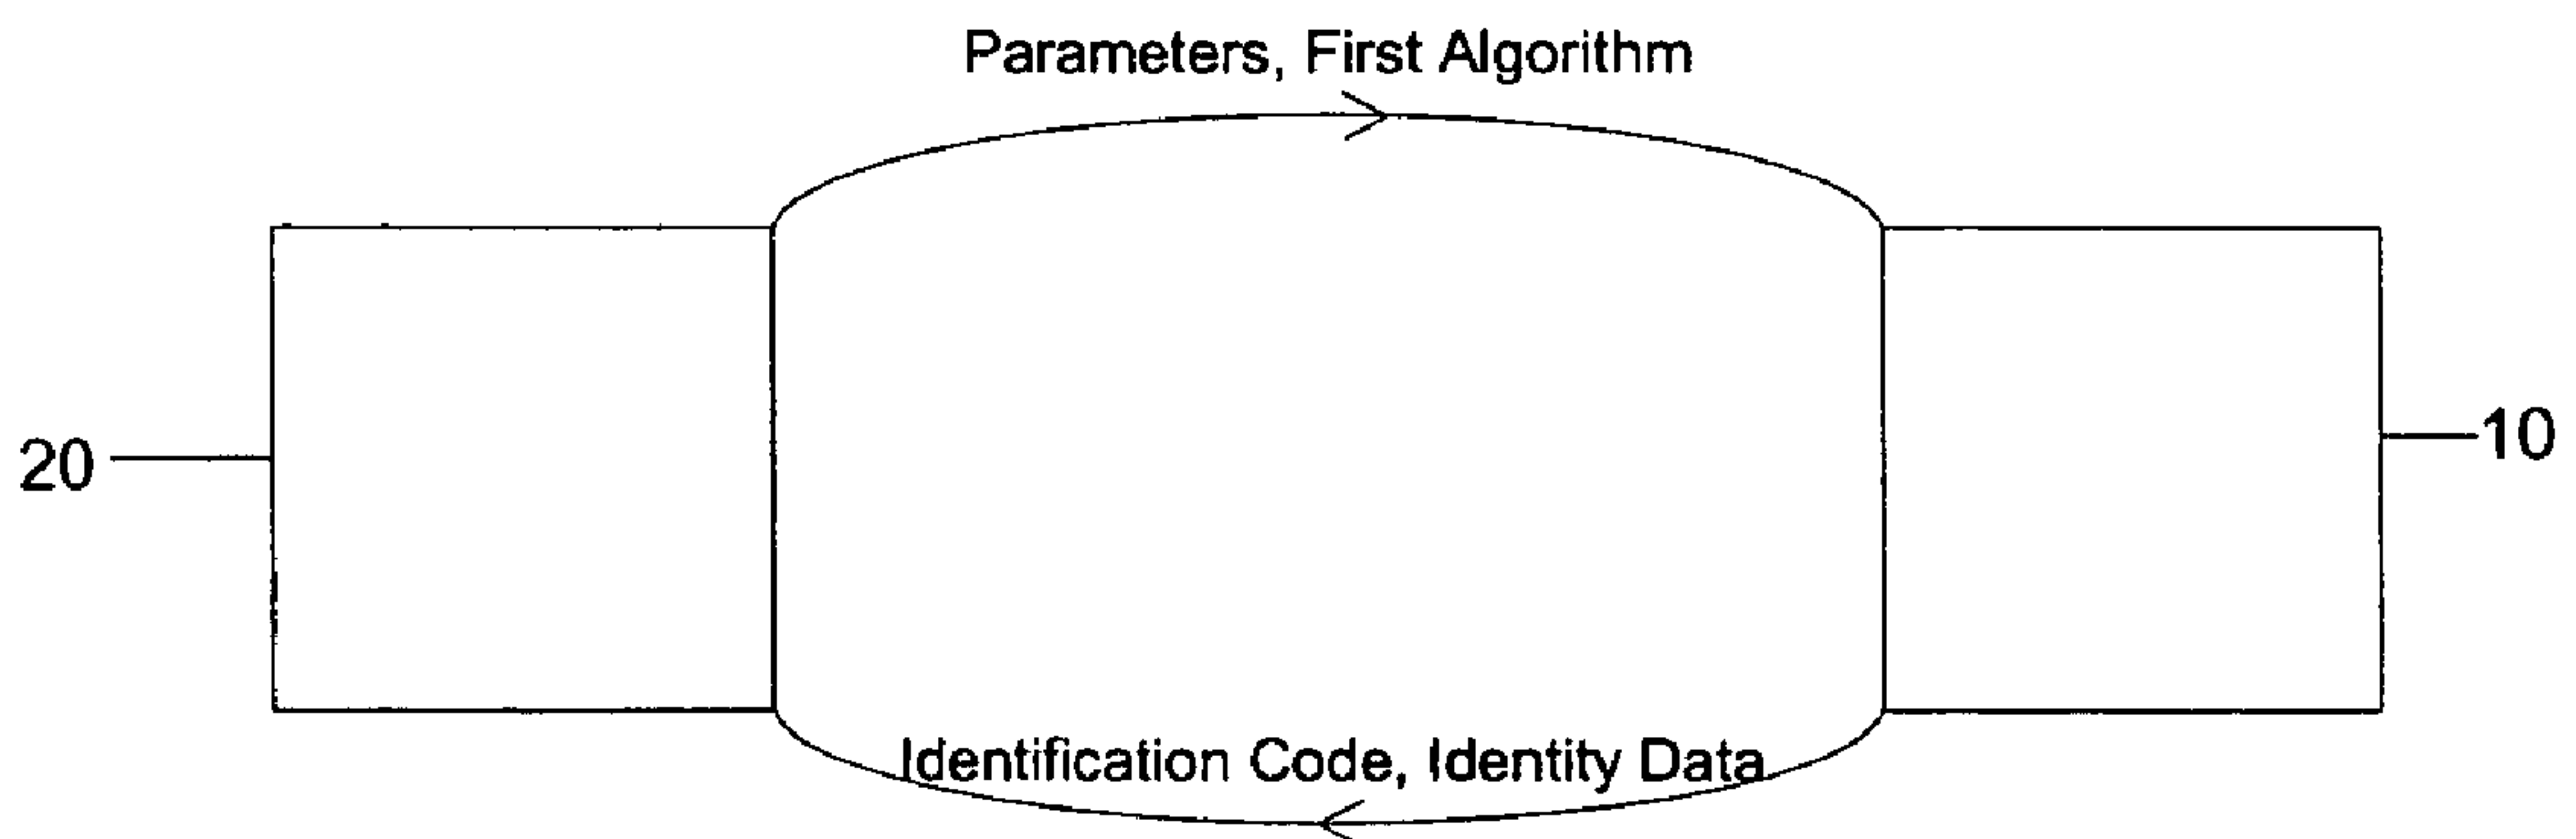 Parameters, First Algorithm
20
10
Identification Code, Identity Data